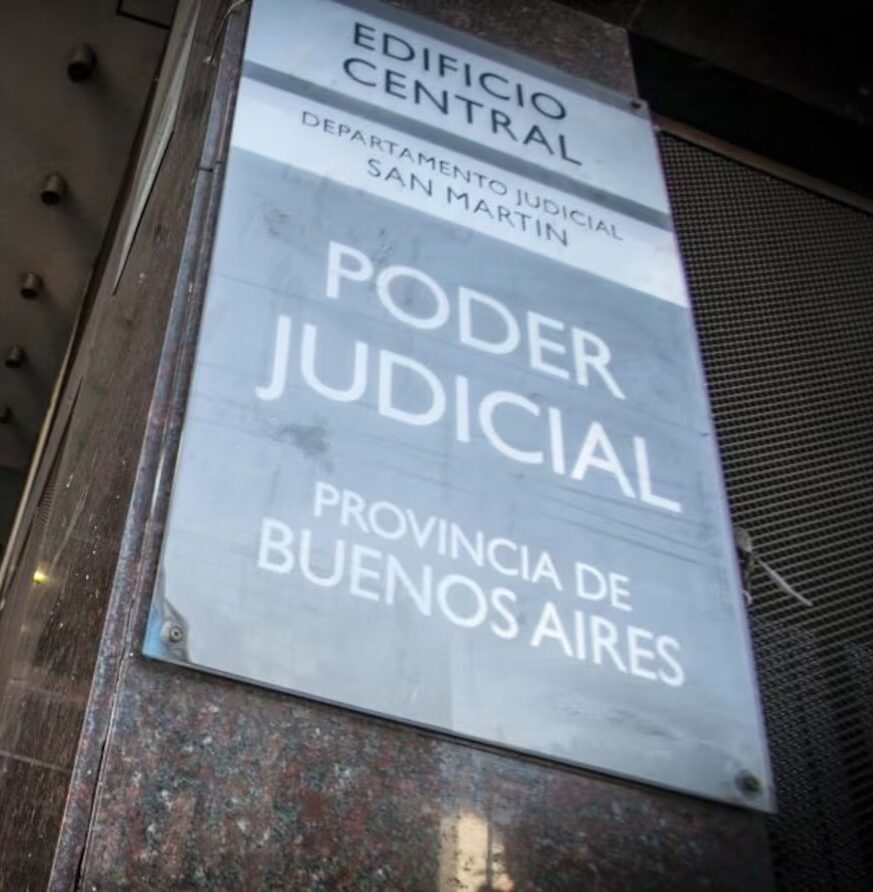 EDIFICIO
CENTRAL
DEPARTAMENTO JUDICIAL
SAN MARTIN
PODER
JUDICIAL
PROVINCIA DE
BUENOS AIRES